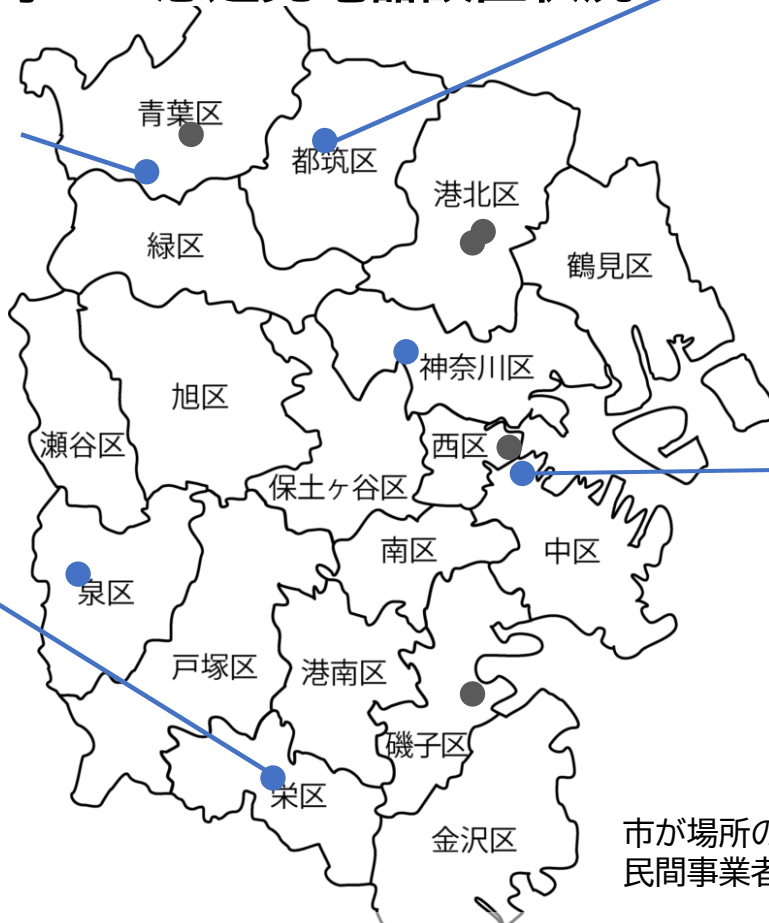 青葉区
都筑区
港北区
緑区
鶴見区
神奈川区
旭区
瀬谷区
西区
保土ヶ谷区
南区
中区
泉区
戸塚区
港南区
磯子区
栄区
金沢区
市が場所の
民間事業者